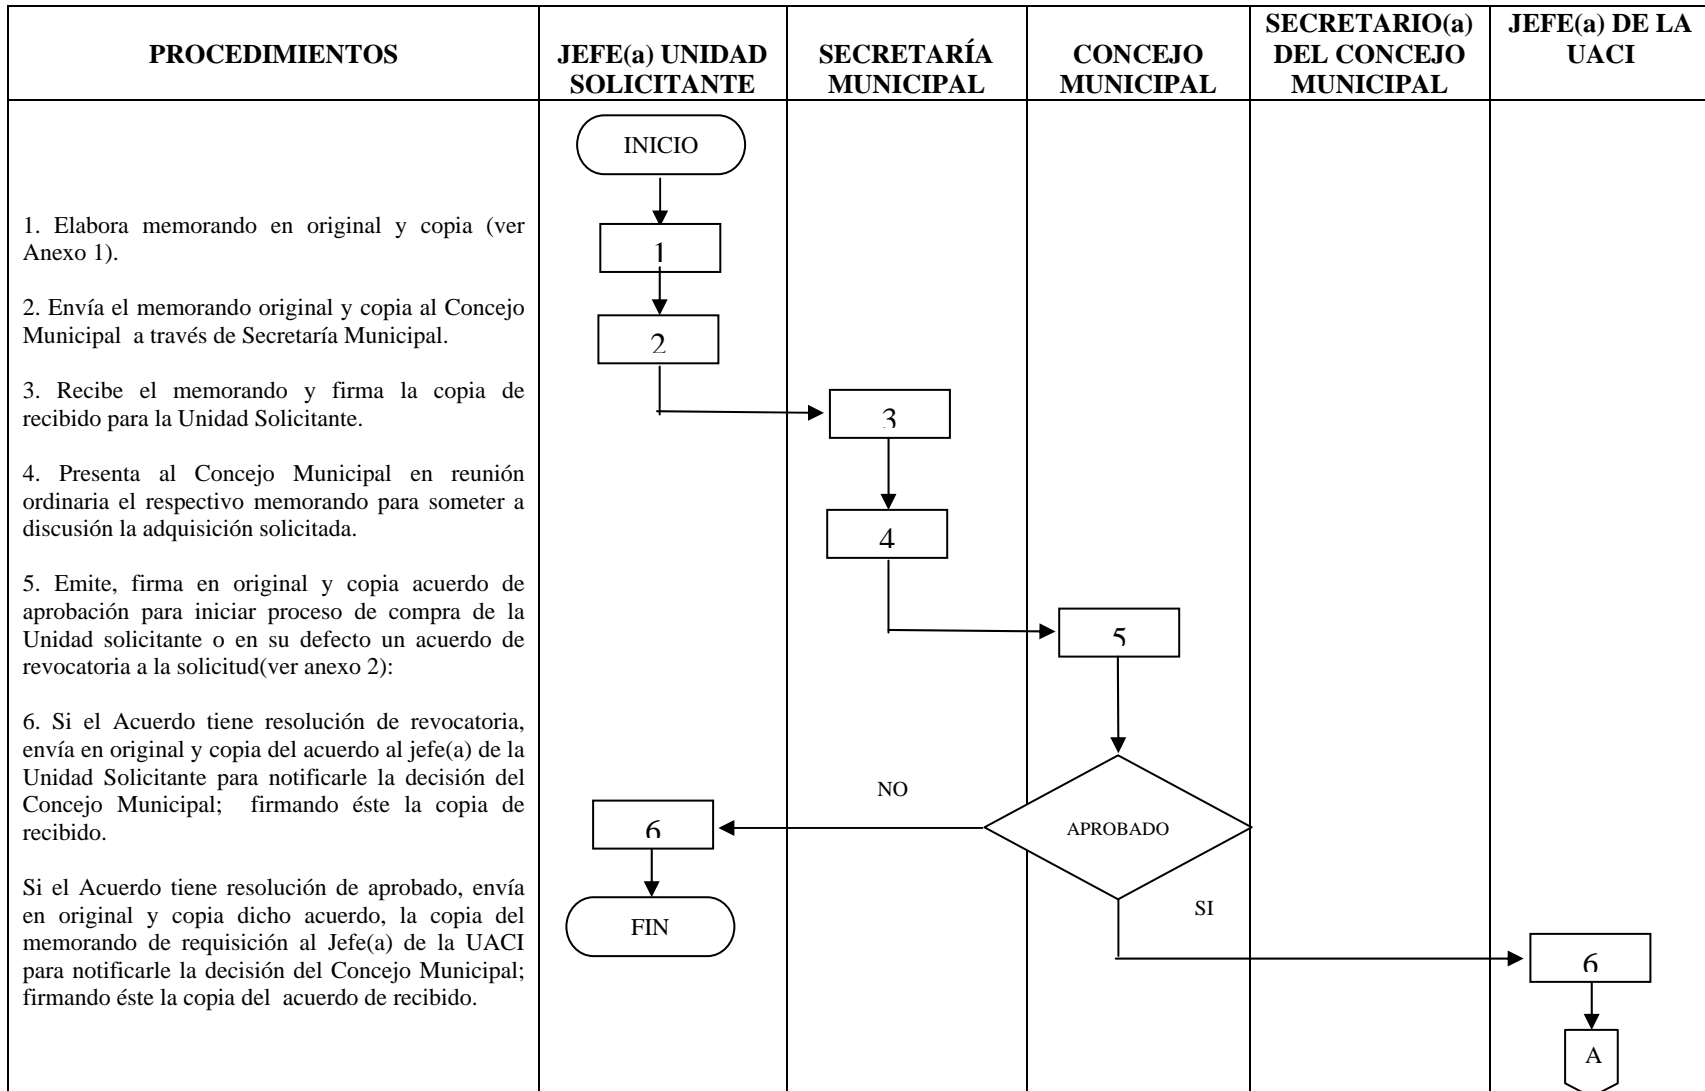 PROCEDIMIENTOS
JEFE(a) UNIDAD
SOLICITANTE
SECRETARÍA
MUNICIPAL
CONCEJO
MUNICIPAL
SECRETARIO(a)
DEL CONCEJO
MUNICIPAL
JEFE(a) DE LA
UACI
1. Elabora memorando en original y copia (ver
Anexo 1).
2. Envía el memorando original y copia al Concejo
Municipal a través de Secretaría Municipal.
3. Recibe el memorando y firma la copia de
recibido para la Unidad Solicitante.
4. Presenta al Concejo Municipal en reunión
ordinaria el respectivo memorando para someter a
discusión la adquisición solicitada.
5. Emite, firma en original y copia acuerdo de
aprobación para iniciar proceso de compra de la
Unidad solicitante o en su defecto un acuerdo de
revocatoria a la solicitud(ver anexo 2):
6. Si el Acuerdo tiene resolución de revocatoria,
envía en original y copia del acuerdo al jefe(a) de la
Unidad Solicitante para notificarle la decisión del
Concejo Municipal; firmando éste la copia de
recibido.
Si el Acuerdo tiene resolución de aprobado, envía
en original y copia dicho acuerdo, la copia del
memorando de requisición al Jefe(a) de la UACI
para notificarle la decisión del Concejo Municipal;
firmando éste la copia del acuerdo de recibido.
INICIO
1
2
3
4
5
APROBADO
NO
6
FIN
SI
6
A